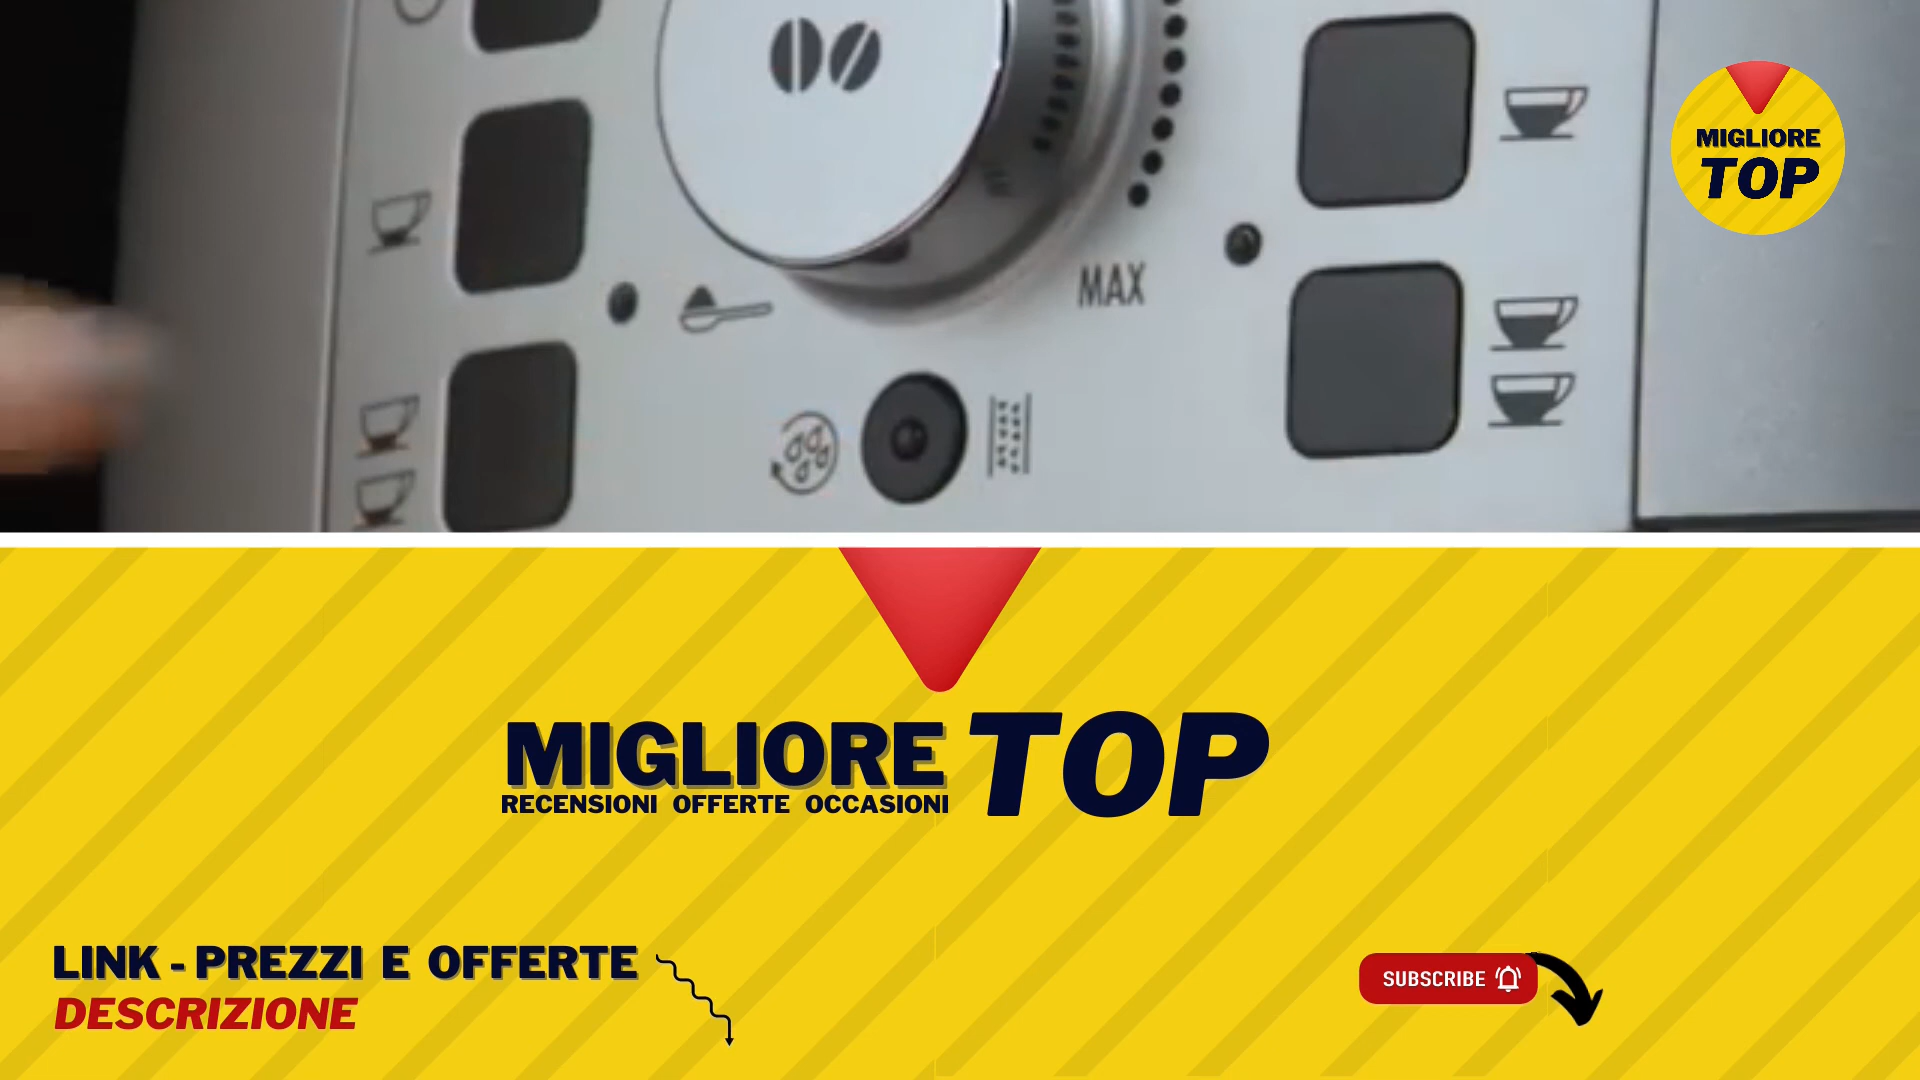 MIGLIORE
TOP
MAX
MIGLIORE TOP
RECENSIONI OFFERTE OCCASIONI
LINK - PREZZI E OFFERTE
DESCRIZIONE
SUBSCRIBE